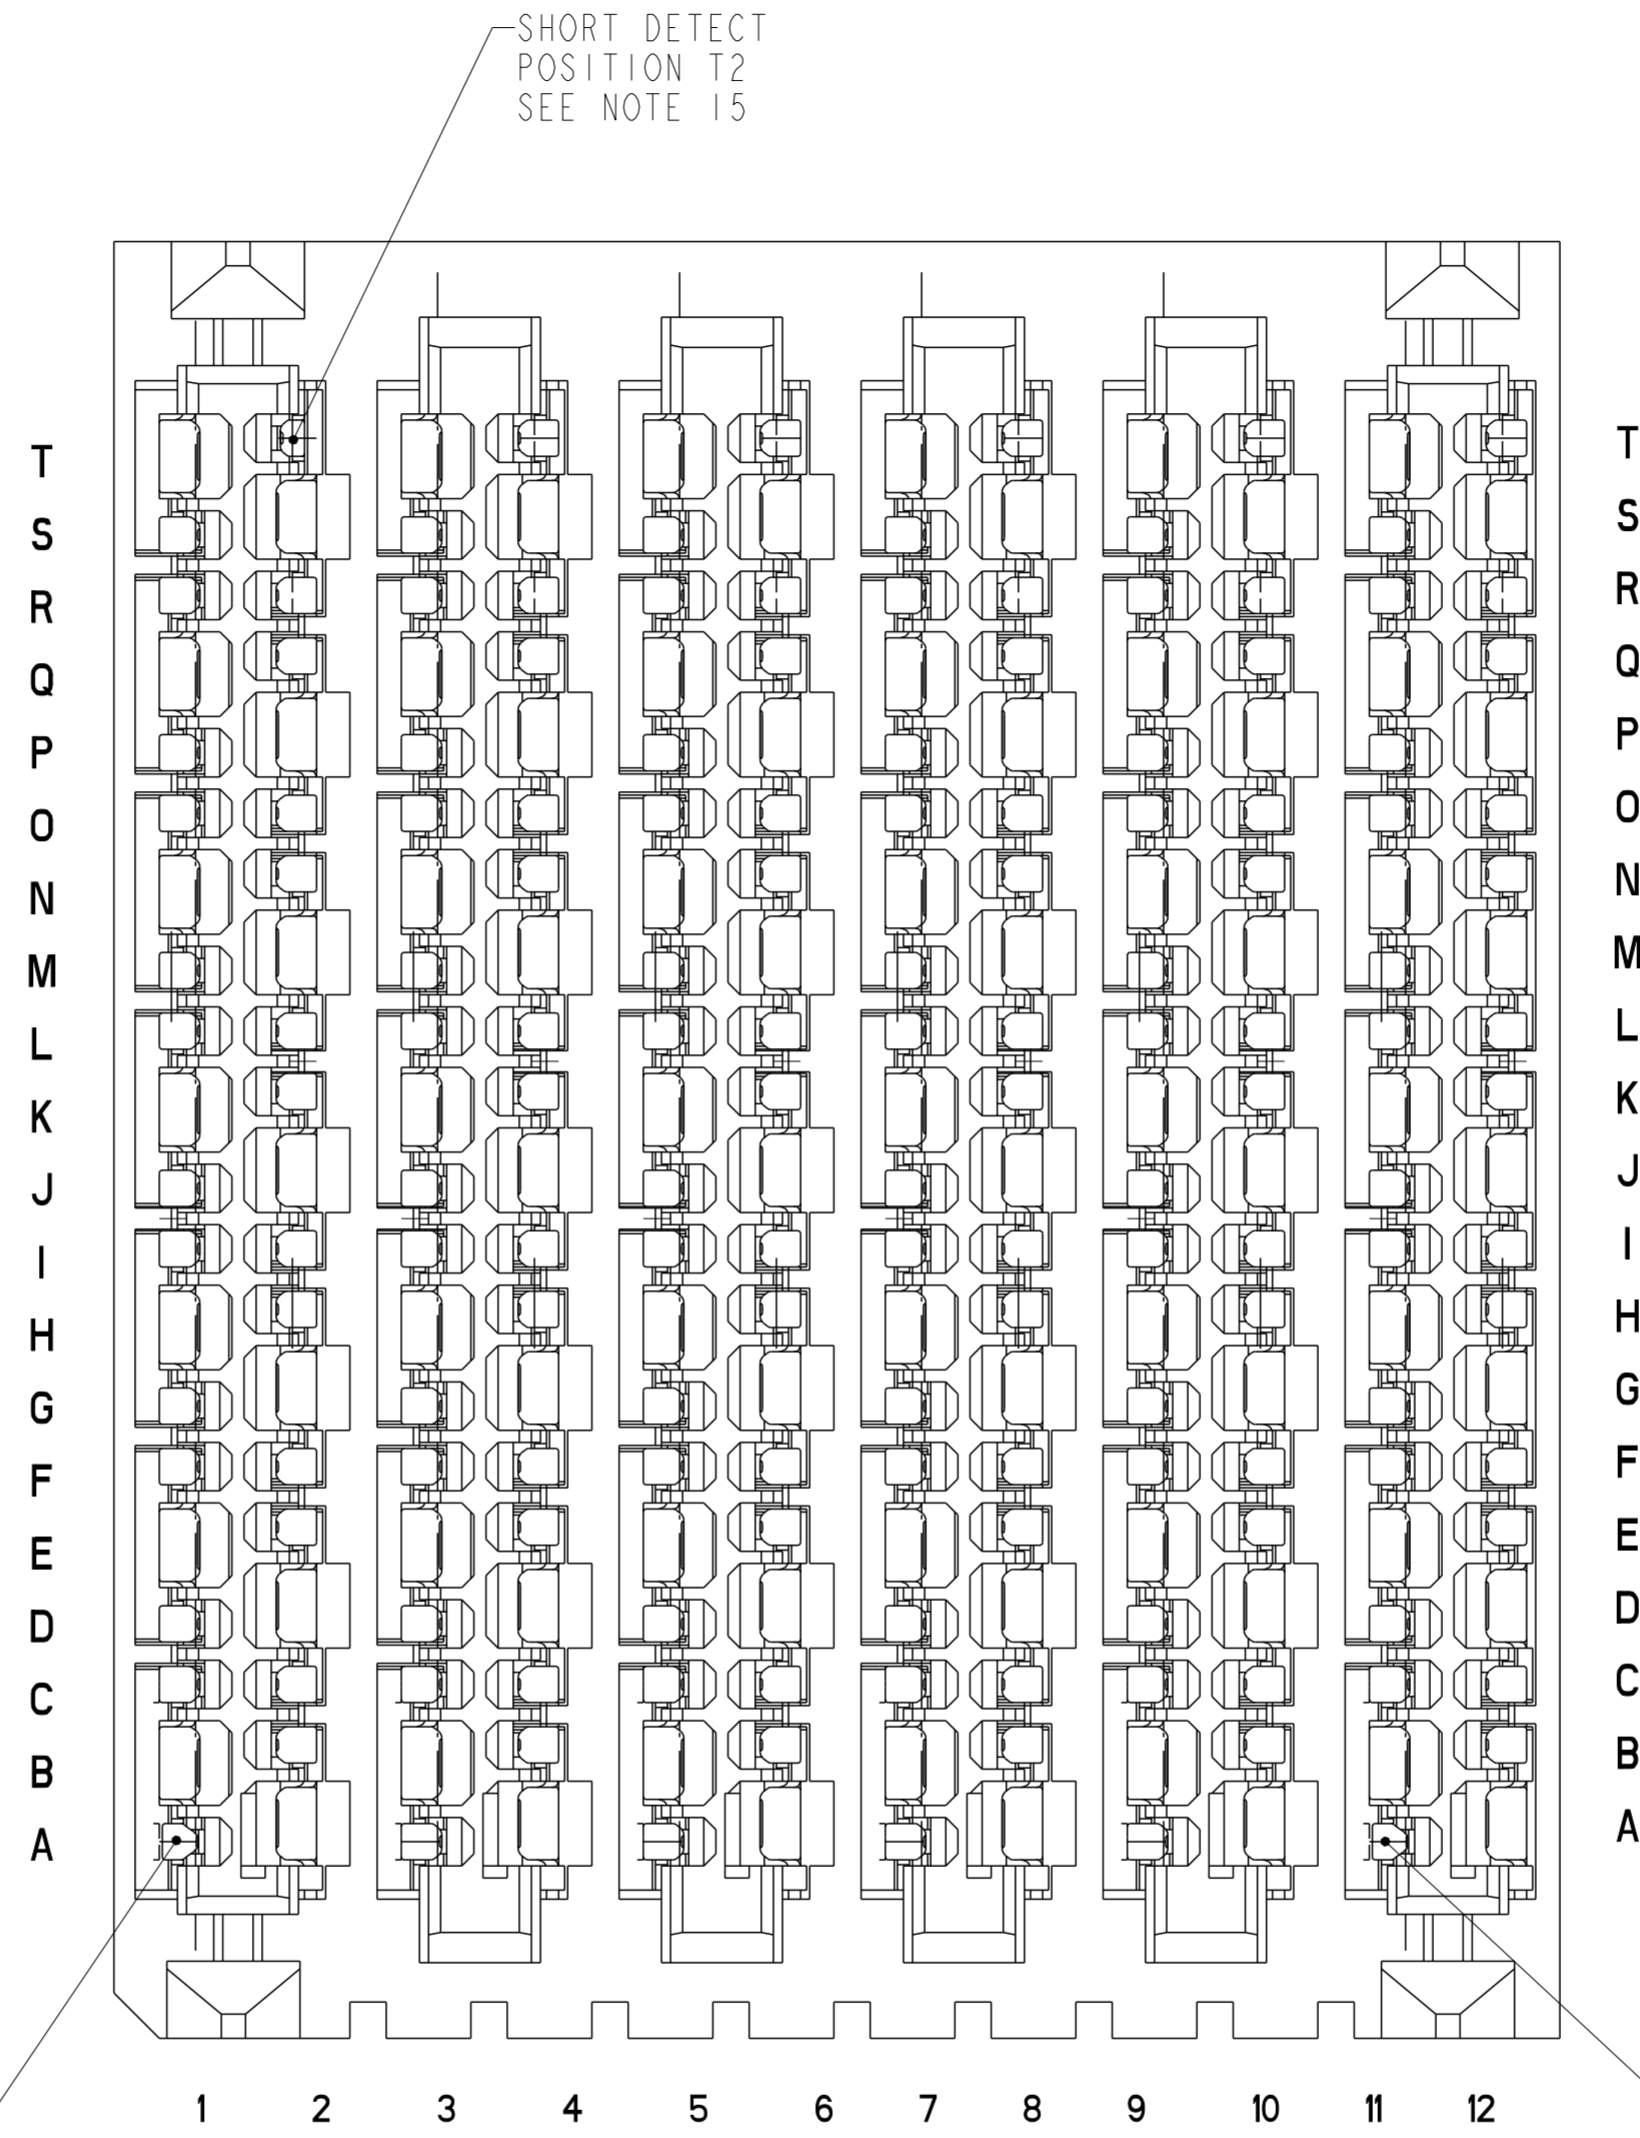 SHORT DETECT
POSITION T2
SEE NOTE 15
T T
S S
R R
Q Q
P P
O O
N N
M M
L L
K K
J J
I I
H H
G G
F F
E E
D D
C C
B B
A A
1 2 3 4 5 6 7 8 9 10 11 12